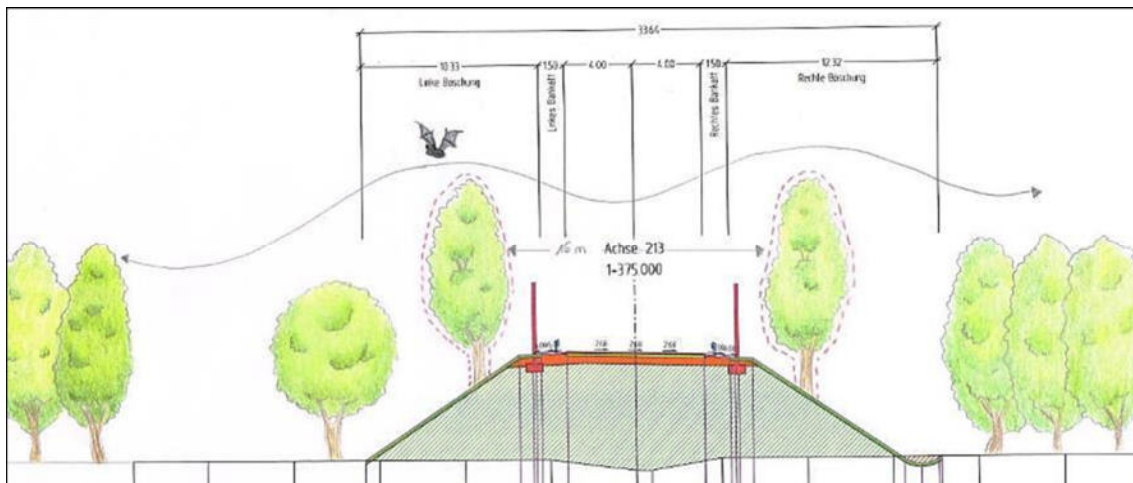 33.64
10.33
1.50
4.00
4.00
1.50
12.32
Linke Böschung
Linkes Bankett
Rechtes Bankett
Rechte Böschung
16 m
Achse 213
1+375.000